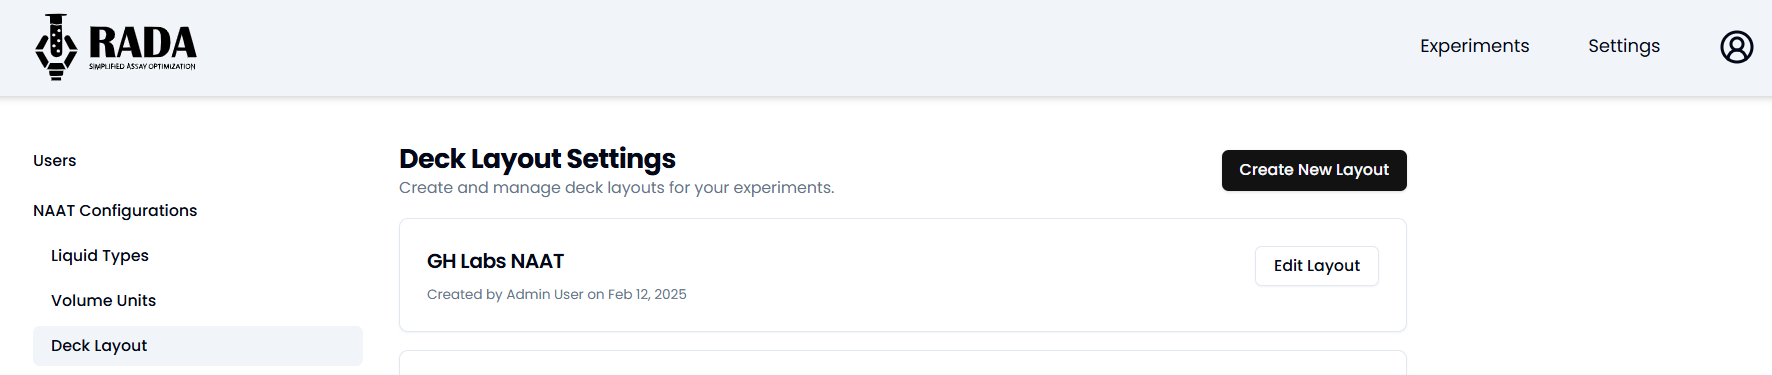 RADA
SIMPLIFIED ASSAY OPTIMIZATION
Experiments
Settings
Users
NAAT Configurations
Liquid Types
Volume Units
Deck Layout
Deck Layout Settings
Create and manage deck layouts for your experiments.
Create New Layout
GH Labs NAAT
Created by Admin User on Feb 12, 2025
Edit Layout